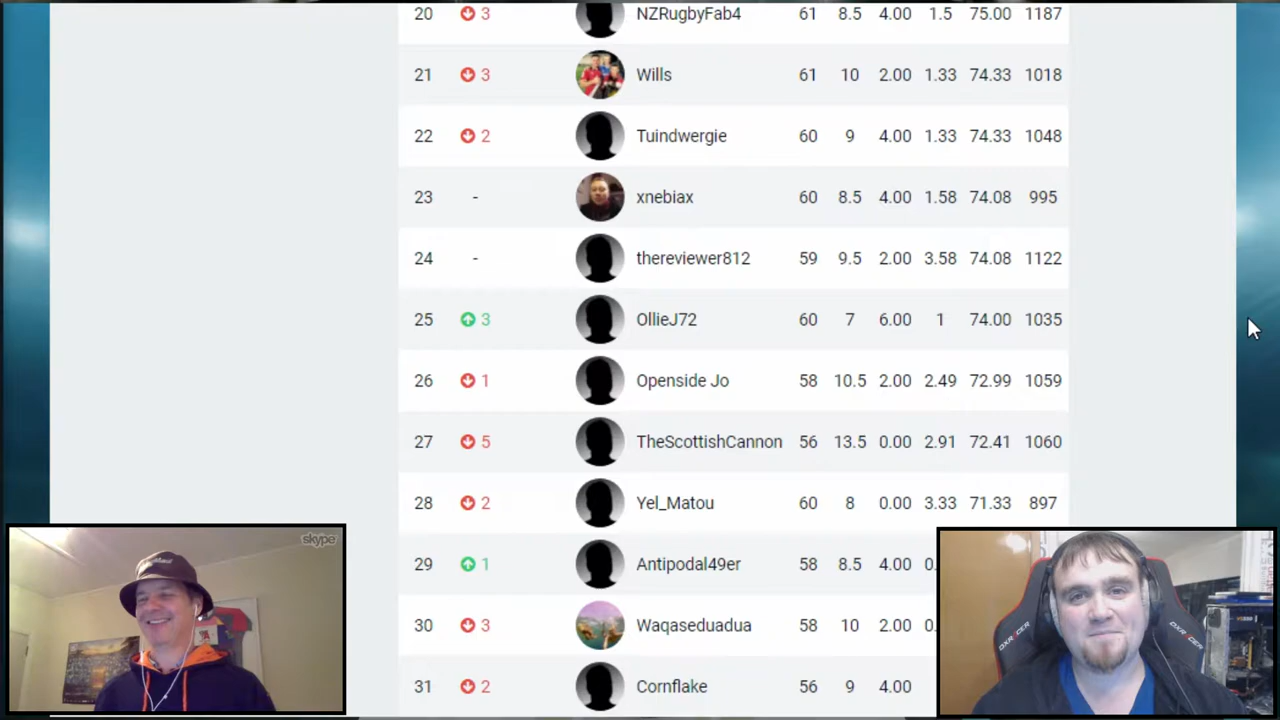 20 3 NZRugbyFab4 61 8.5 4.00 1.5 75.00 1187
21 3 Wills 61 10 2.00 1.33 74.33 1018
22 2 Tuindwergie 60 9 4.00 1.33 74.33 1048
23 - xnebiax 60 8.5 4.00 1.58 74.08 995
24 - thereviewer812 59 9.5 2.00 3.58 74.08 1122
25 3 OllieJ72 60 7 6.00 1 74.00 1035
26 1 Openside Jo 58 10.5 2.00 2.49 72.99 1059
27 5 TheScottishCannon 56 13.5 0.00 2.91 72.41 1060
28 2 Yel_Matou 60 8 0.00 3.33 71.33 897
29 1 Antipodal49er 58 8.5 4.00 0.
30 3 Waqaseduadua 58 10 2.00 0.
31 2 Cornflake 56 9 4.00
skype
DXRACER
DXRACER